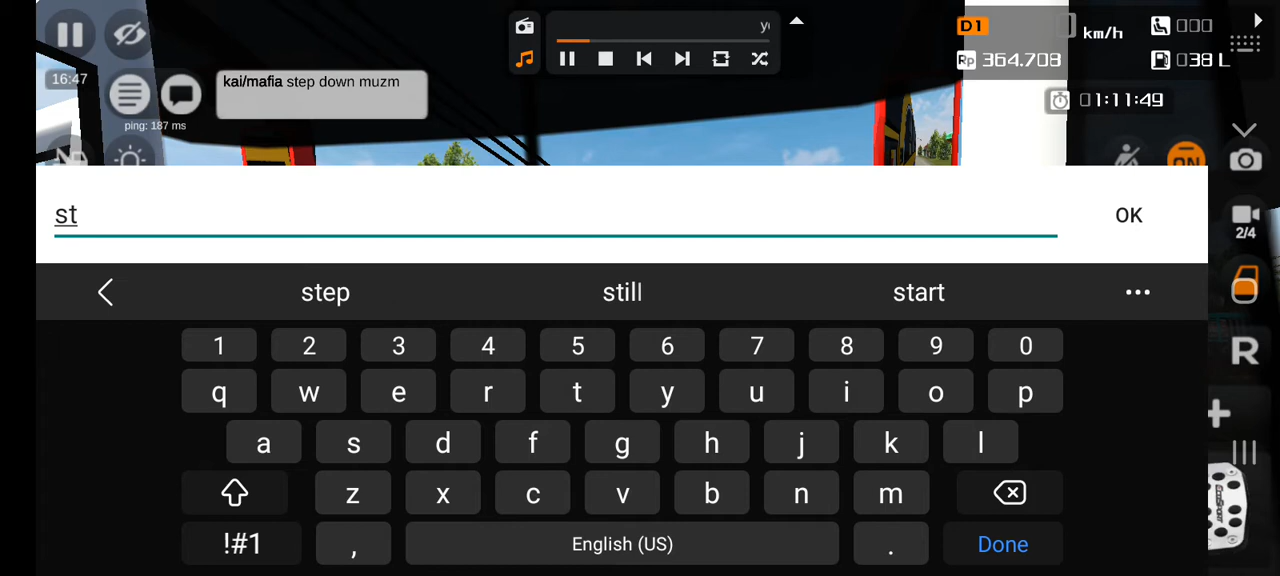 y
D1
km/h
000
Rp 364.708
038 L
16:47
kai/mafia step down muzm
ping: 187 ms
01:11:49
ON
2/4
st
OK
step
still
start
1 2 3 4 5 6 7 8 9 0
q w e r t y u i o p
a s d f g h j k l
z x c v b n m
!#1
,
English (US)
.
Done
R